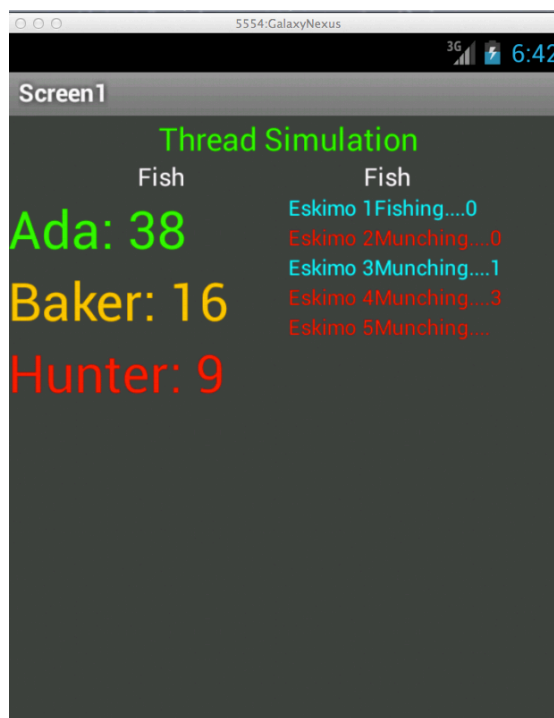 5554:GalaxyNexus
3G 6:42
Screen1
Thread Simulation
Fish Fish
Ada: 38
Baker: 16
Hunter: 9
Eskimo 1Fishing....0
Eskimo 2Munching....0
Eskimo 3Munching....1
Eskimo 4Munching....3
Eskimo 5Munching....